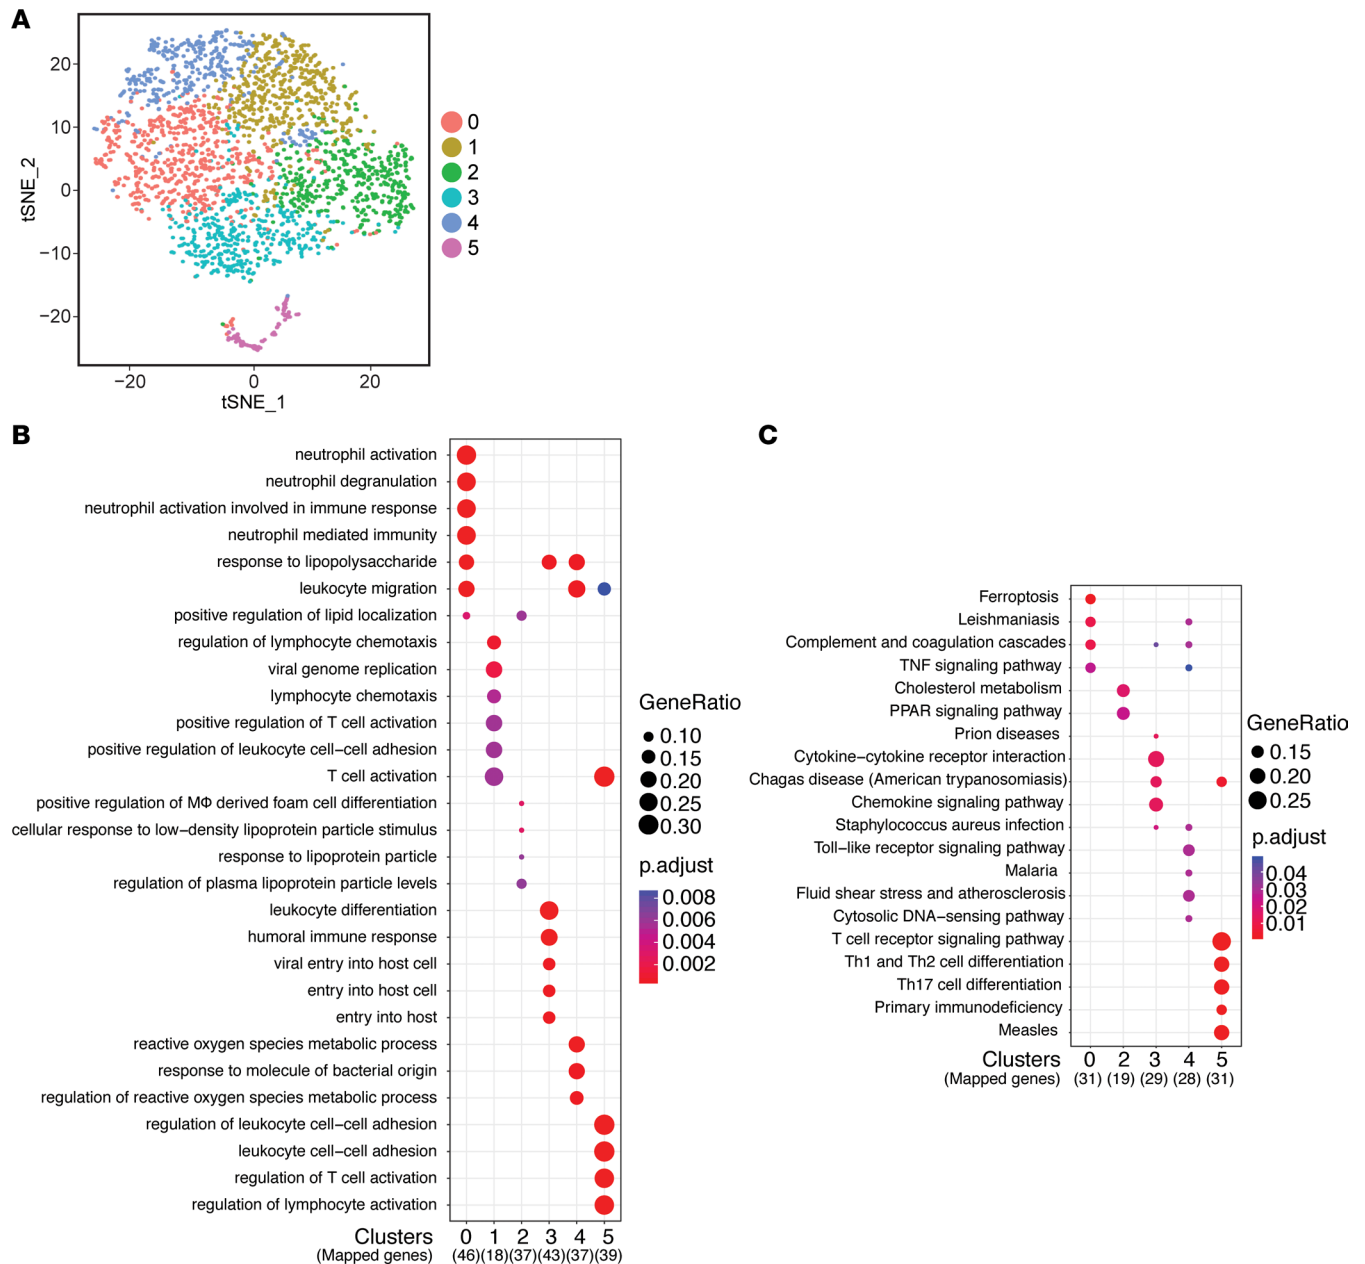 A
20
10
0
−10
−20
tSNE_2
−20
0
20
tSNE_1
0
1
2
3
4
5
B
neutrophil activation
neutrophil degranulation
neutrophil activation involved in immune response
neutrophil mediated immunity
response to lipopolysaccharide
leukocyte migration
positive regulation of lipid localization
regulation of lymphocyte chemotaxis
viral genome replication
lymphocyte chemotaxis
positive regulation of T cell activation
positive regulation of leukocyte cell−cell adhesion
T cell activation
positive regulation of MΦ derived foam cell differentiation
cellular response to low−density lipoprotein particle stimulus
response to lipoprotein particle
regulation of plasma lipoprotein particle levels
leukocyte differentiation
humoral immune response
viral entry into host cell
entry into host cell
entry into host
reactive oxygen species metabolic process
response to molecule of bacterial origin
regulation of reactive oxygen species metabolic process
regulation of leukocyte cell−cell adhesion
leukocyte cell−cell adhesion
regulation of T cell activation
regulation of lymphocyte activation
Clusters 0 1 2 3 4 5
(Mapped genes) (46)(18)(37)(43)(37)(39)
GeneRatio
0.10
0.15
0.20
0.25
0.30
p.adjust
0.008
0.006
0.004
0.002
C
Ferroptosis
Leishmaniasis
Complement and coagulation cascades
TNF signaling pathway
Cholesterol metabolism
PPAR signaling pathway
Prion diseases
Cytokine−cytokine receptor interaction
Chagas disease (American trypanosomiasis)
Chemokine signaling pathway
Staphylococcus aureus infection
Toll−like receptor signaling pathway
Malaria
Fluid shear stress and atherosclerosis
Cytosolic DNA−sensing pathway
T cell receptor signaling pathway
Th1 and Th2 cell differentiation
Th17 cell differentiation
Primary immunodeficiency
Measles
Clusters 0 2 3 4 5
(Mapped genes) (31) (19) (29) (28) (31)
GeneRatio
0.15
0.20
0.25
p.adjust
0.04
0.03
0.02
0.01